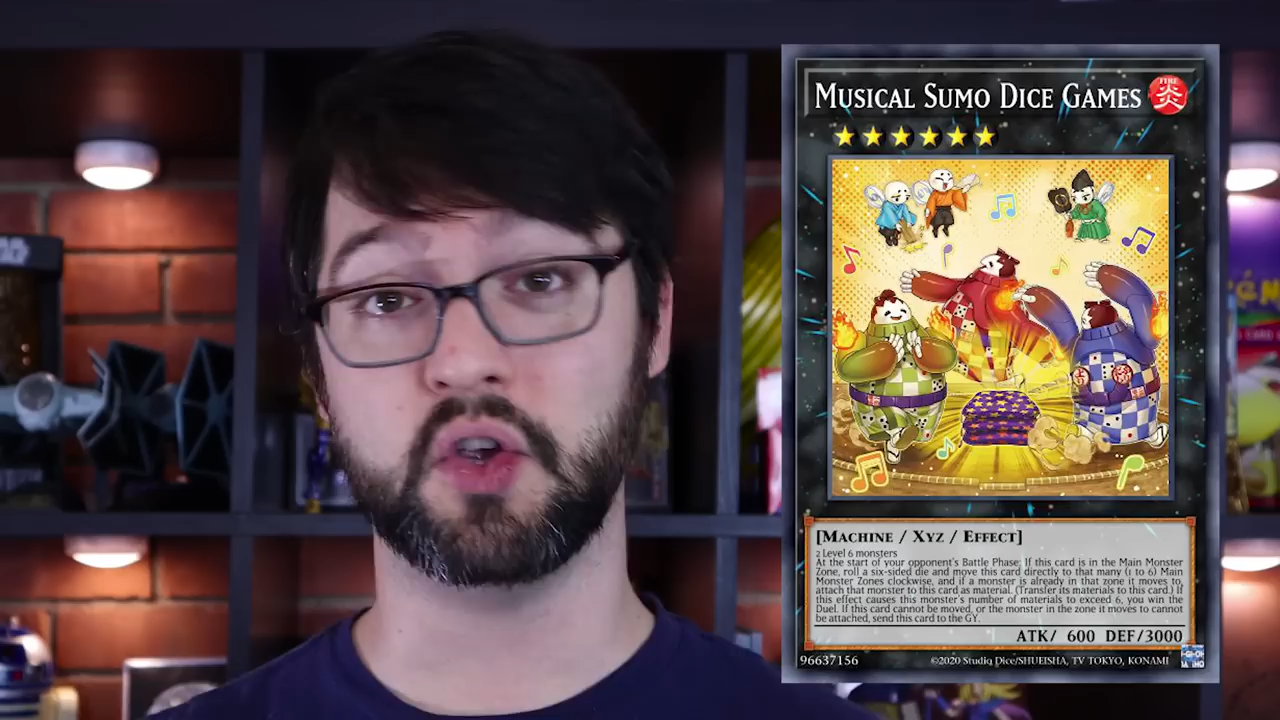 MUSICAL SUMO DICE GAMES
FIRE
炎
[MACHINE / XYZ / EFFECT]
2 Level 6 monsters
At the start of your opponent's Battle Phase: If this card is in the Main Monster
Zone, roll a six-sided die and move this card directly to that many (1 to 6) Main
Monster Zones clockwise, and if a monster is already in that zone it moves to,
attach that monster to this card as material. (Transfer its materials to this card.) If
this effect causes this monster's number of materials to exceed 6, you win the
Duel. If this card cannot be moved, or the monster in the zone it moves to cannot
be attached, send this card to the GY.
ATK/ 600 DEF/3000
96637156
©2020 Studio Dice/SHUEISHA, TV TOKYO, KONAMI